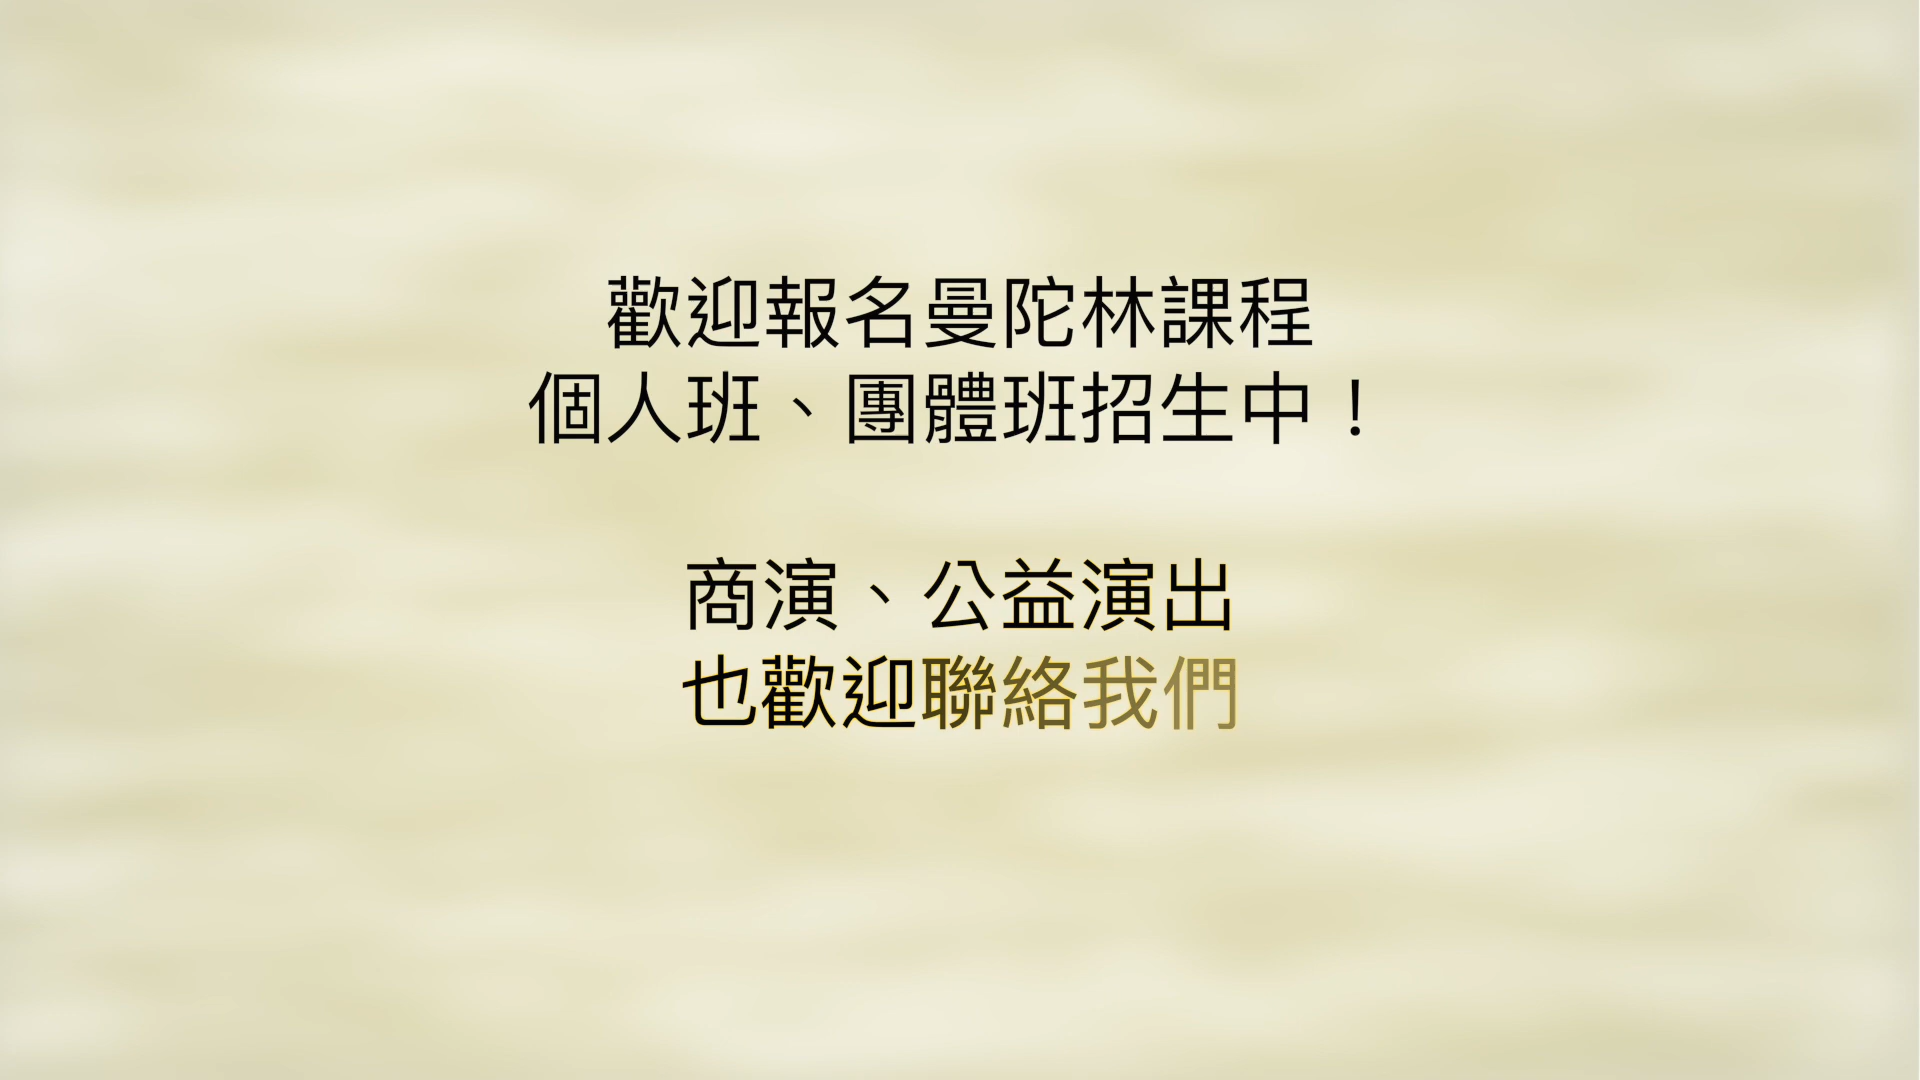 歡迎報名曼陀林課程
個人班、團體班招生中！
商演、公益演出
也歡迎聯絡我們